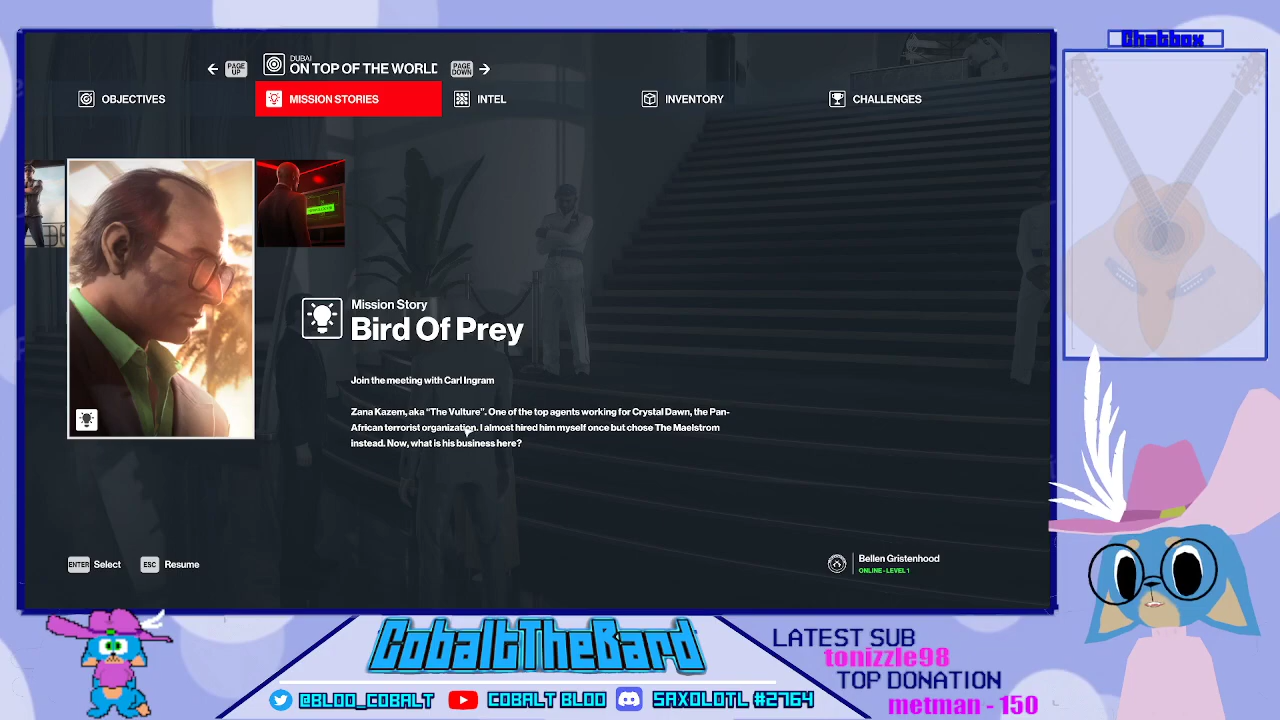 Chatbox
PAGE UP
DUBAI
ON TOP OF THE WORLD
PAGE DOWN
OBJECTIVES
MISSION STORIES
INTEL
INVENTORY
CHALLENGES
Mission Story
Bird Of Prey
Join the meeting with Carl Ingram
Zana Kazem, aka "The Vulture". One of the top agents working for Crystal Dawn, the Pan-
African terrorist organization. I almost hired him myself once but chose The Maelstrom
instead. Now, what is his business here?
ENTER Select
ESC Resume
Bellen Gristenhood
ONLINE - LEVEL 1
CobaltTheBard
@BLOO_COBALT
COBALT BLOO
SAXOLOTL #2764
LATEST SUB
tonizzle98
TOP DONATION
metman - 150